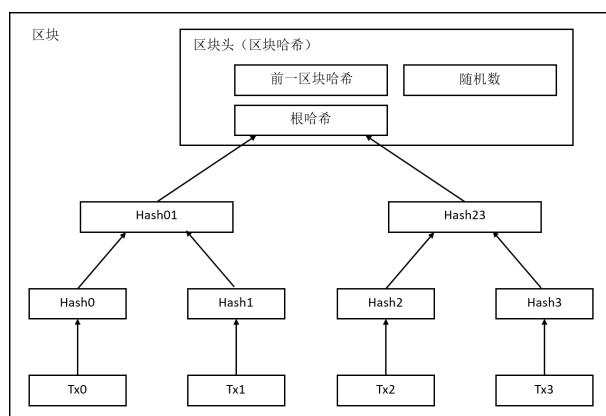 区块
区块头（区块哈希）
前一区块哈希
随机数
根哈希
Hash01
Hash23
Hash0
Hash1
Hash2
Hash3
Tx0
Tx1
Tx2
Tx3